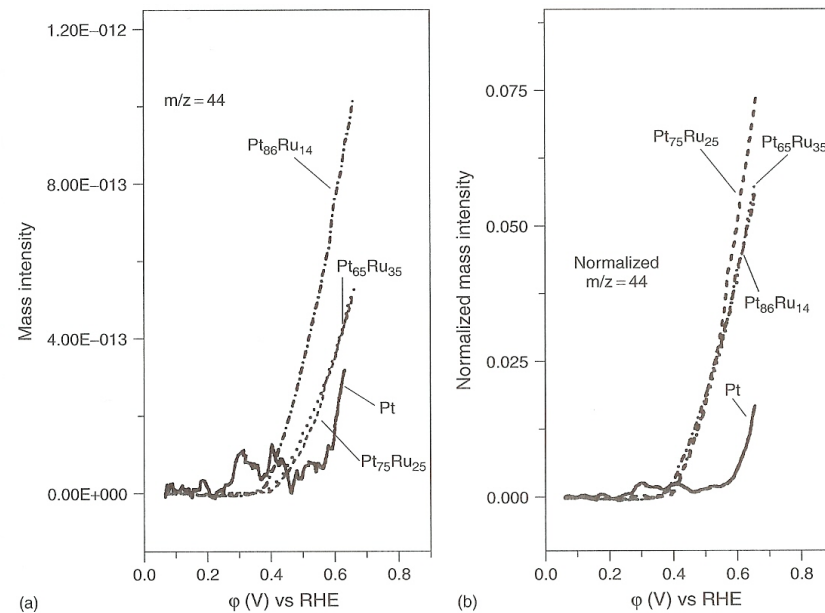 1.20E–012
8.00E–013
4.00E–013
0.00E+000
Mass intensity
m/z = 44
Pt₈₆Ru₁₄
Pt₆₅Ru₃₅
Pt
Pt₇₅Ru₂₅
0.0 0.2 0.4 0.6 0.8
(a)
φ (V) vs RHE
0.075
0.050
0.025
0.000
Normalized mass intensity
Pt₇₅Ru₂₅
Pt₆₅Ru₃₅
Normalized
m/z = 44
Pt₈₆Ru₁₄
Pt
0.0 0.2 0.4 0.6 0.8
(b)
φ (V) vs RHE